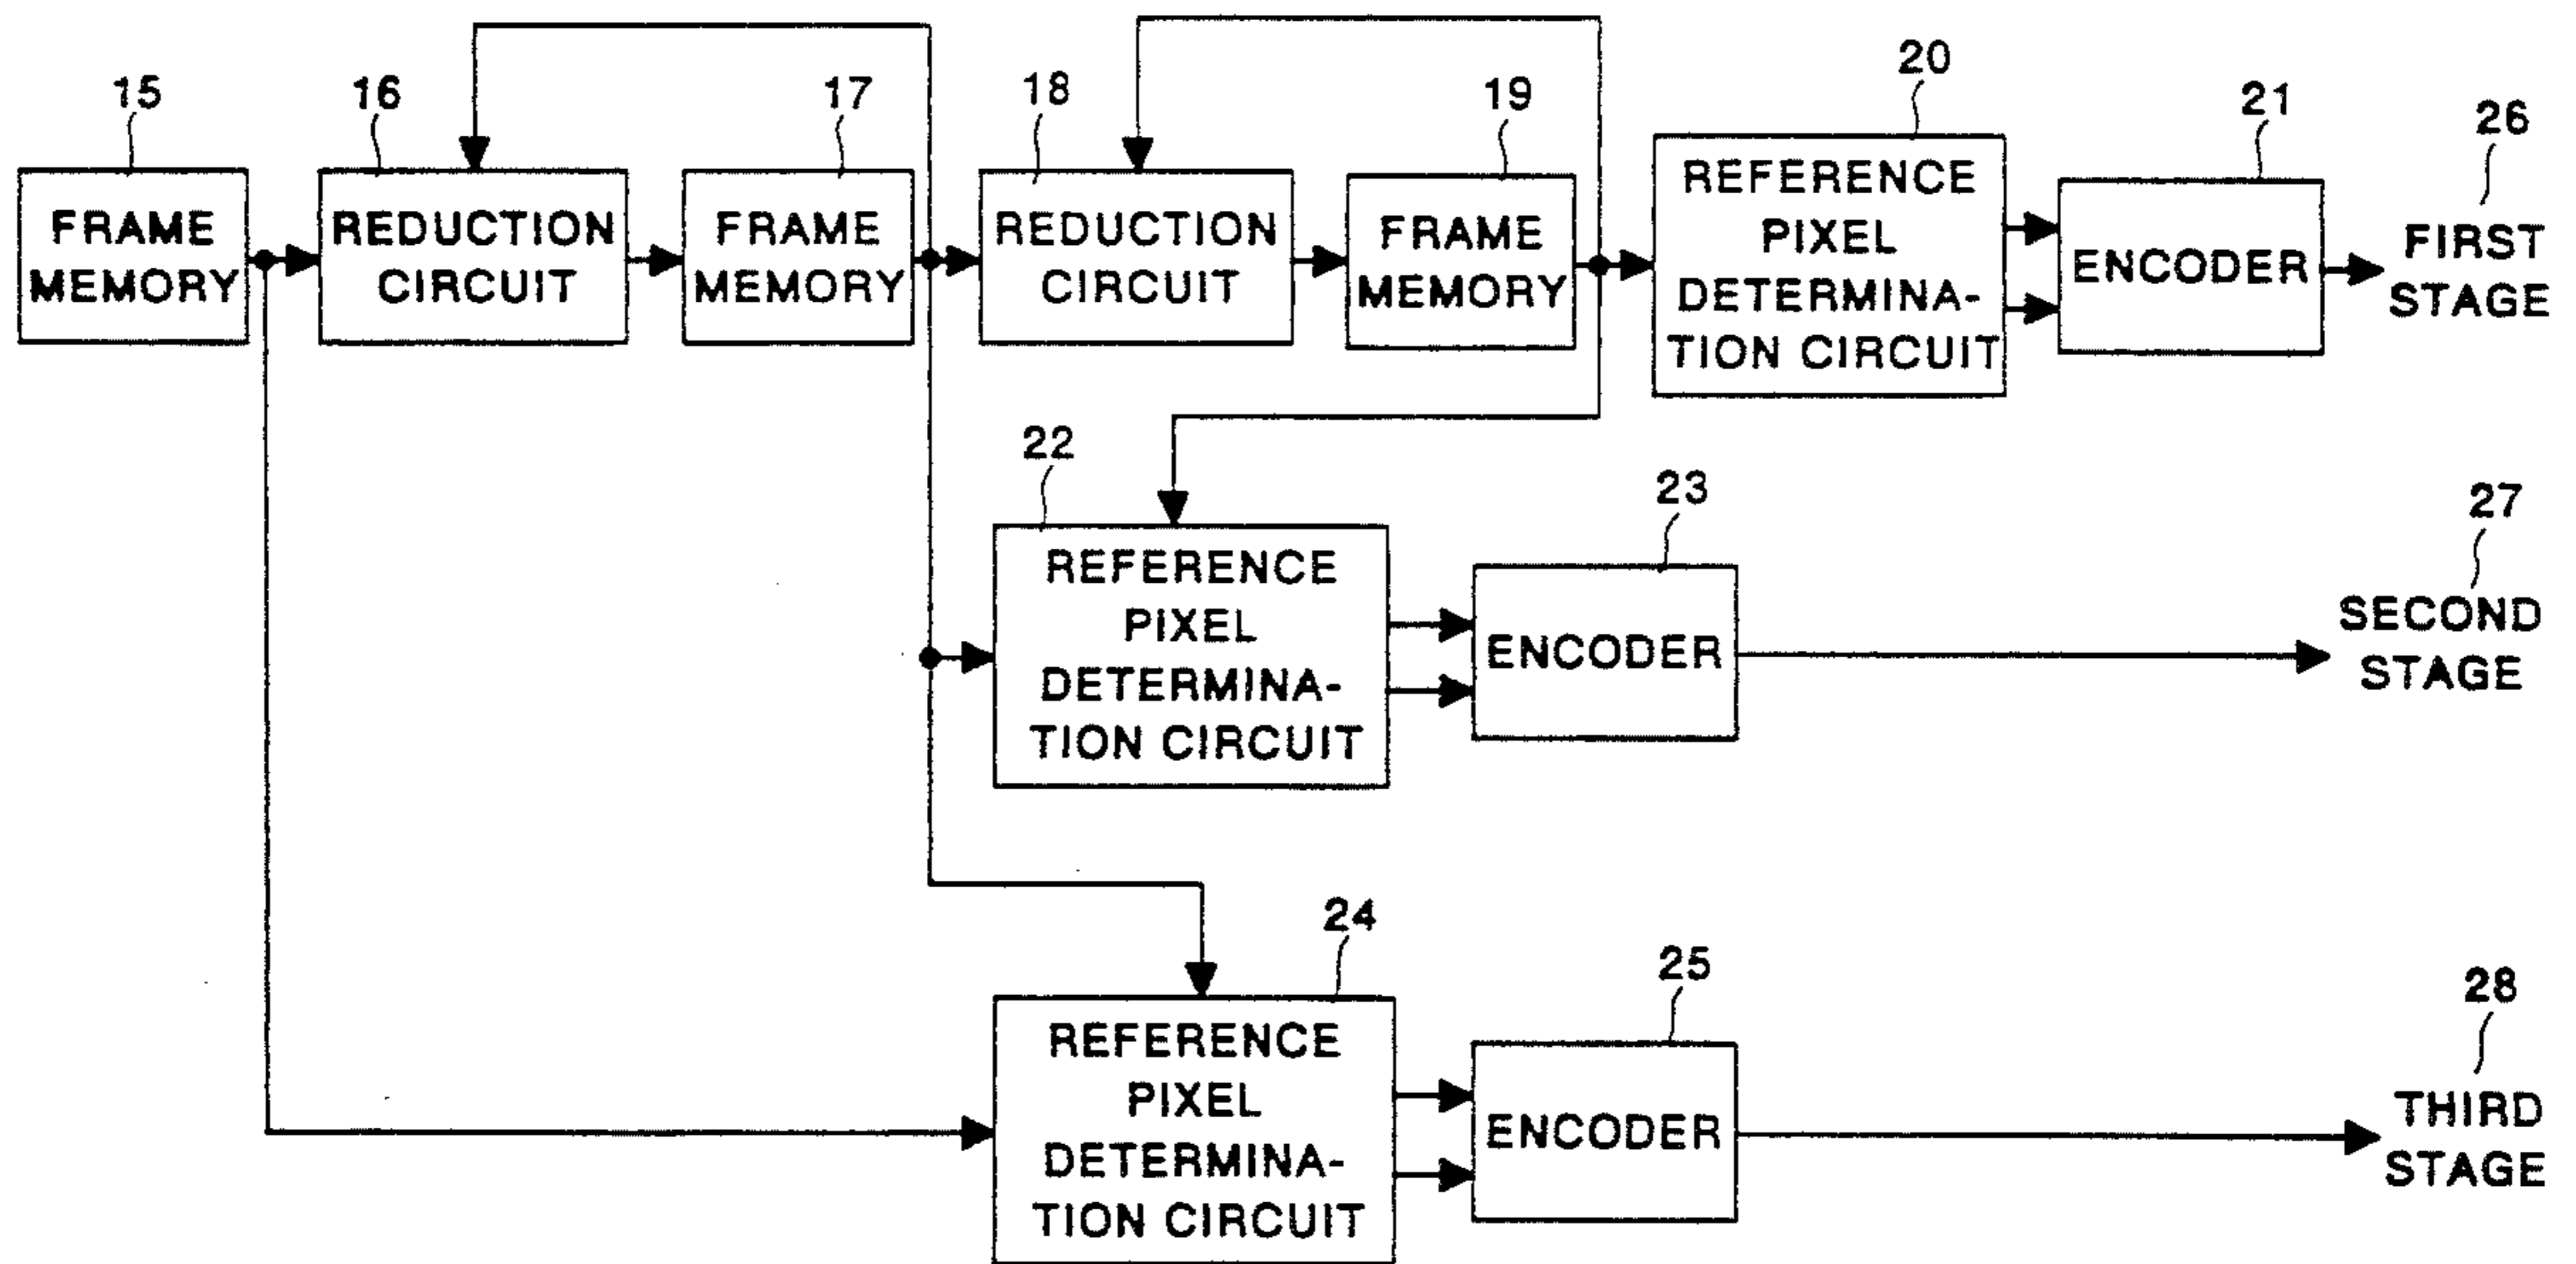 15
16
17
18
19
20
21
26
FRAME
MEMORY
REDUCTION
CIRCUIT
FRAME
MEMORY
REDUCTION
CIRCUIT
FRAME
MEMORY
REFERENCE
PIXEL
DETERMINA-
TION CIRCUIT
ENCODER
FIRST
STAGE
22
23
27
REFERENCE
PIXEL
DETERMINA-
TION CIRCUIT
ENCODER
SECOND
STAGE
24
25
28
REFERENCE
PIXEL
DETERMINA-
TION CIRCUIT
ENCODER
THIRD
STAGE